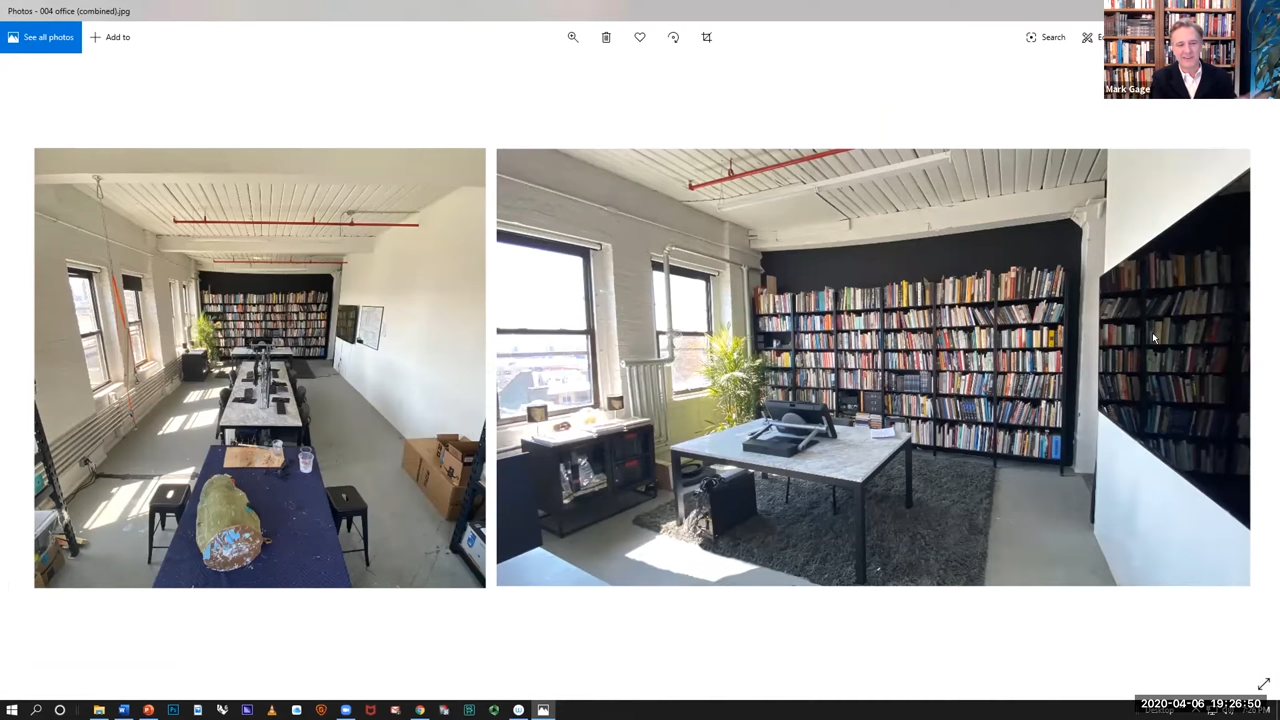 Photos - 004 office (combined).jpg
See all photos
Add to
Search
Mark Gage
2020-04-06 19:26:50
Desktop